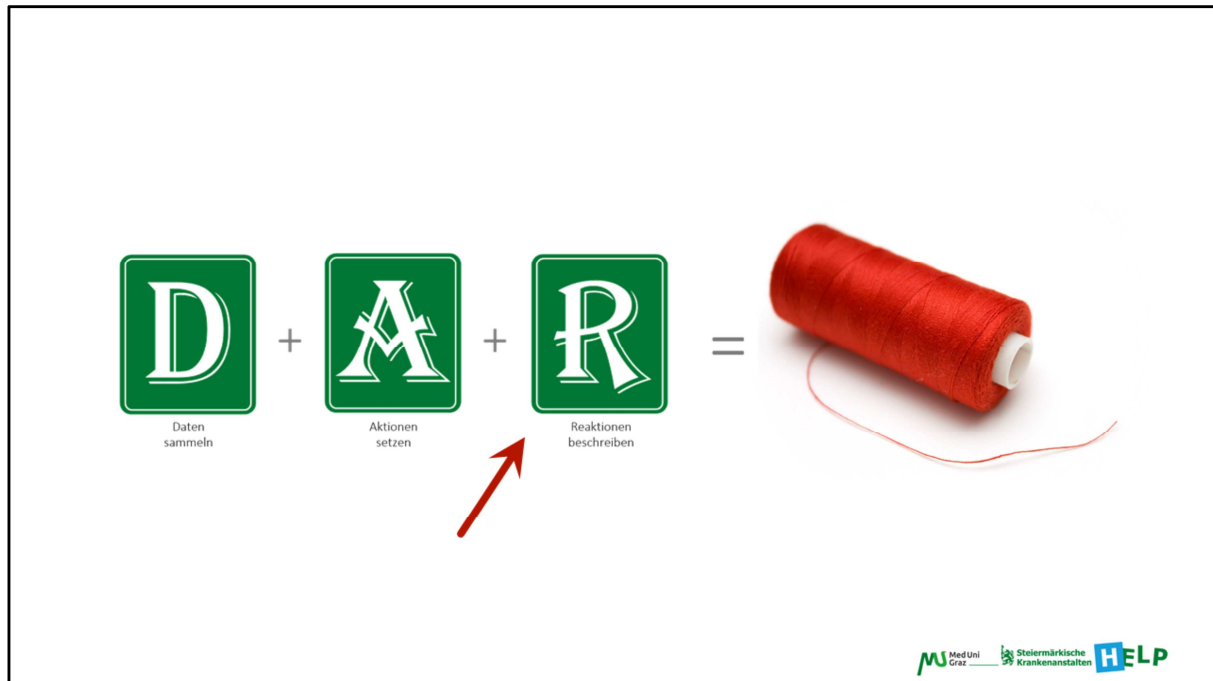 D
+
A
+
R
=
Daten
sammeln
Aktionen
setzen
Reaktionen
beschreiben
Med Uni
Graz
Steiermärkische
Krankenanstalten
HELP